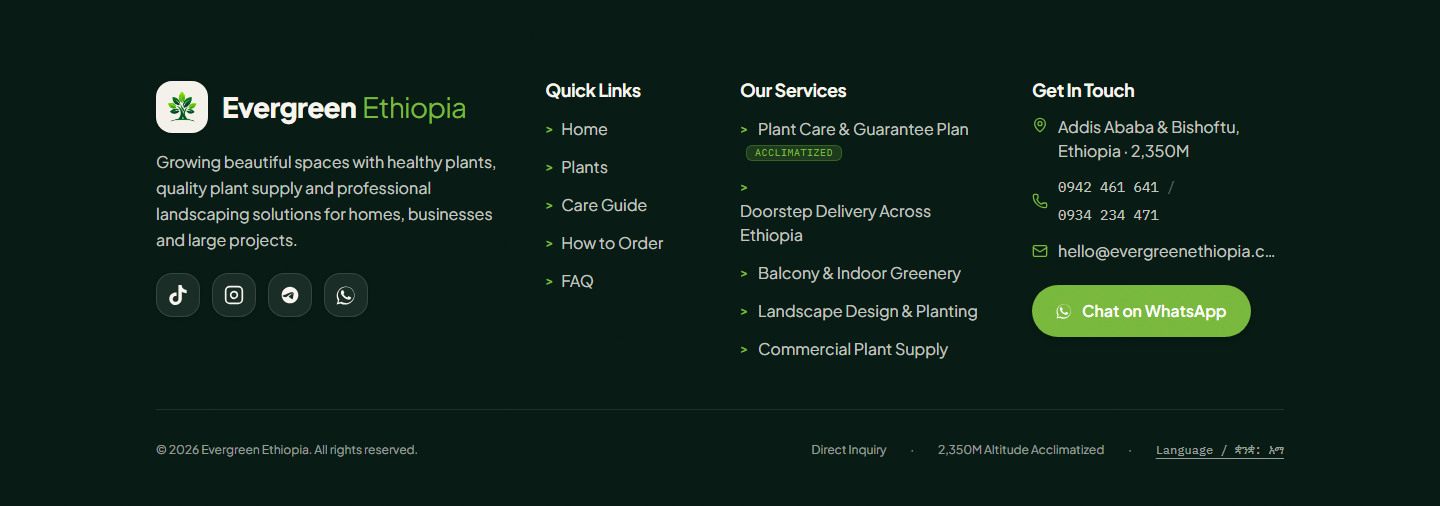 Evergreen Ethiopia
Growing beautiful spaces with healthy plants,
quality plant supply and professional
landscaping solutions for homes, businesses
and large projects.
Quick Links
> Home
> Plants
> Care Guide
> How to Order
> FAQ
Our Services
> Plant Care & Guarantee Plan
ACCLIMATIZED
>
Doorstep Delivery Across
Ethiopia
> Balcony & Indoor Greenery
> Landscape Design & Planting
> Commercial Plant Supply
Get In Touch
Addis Ababa & Bishoftu,
Ethiopia · 2,350M
0942 461 641 /
0934 234 471
hello@evergreenethiopia.c...
Chat on WhatsApp
© 2026 Evergreen Ethiopia. All rights reserved.
Direct Inquiry · 2,350M Altitude Acclimatized · Language / ቋንቋ: አማ